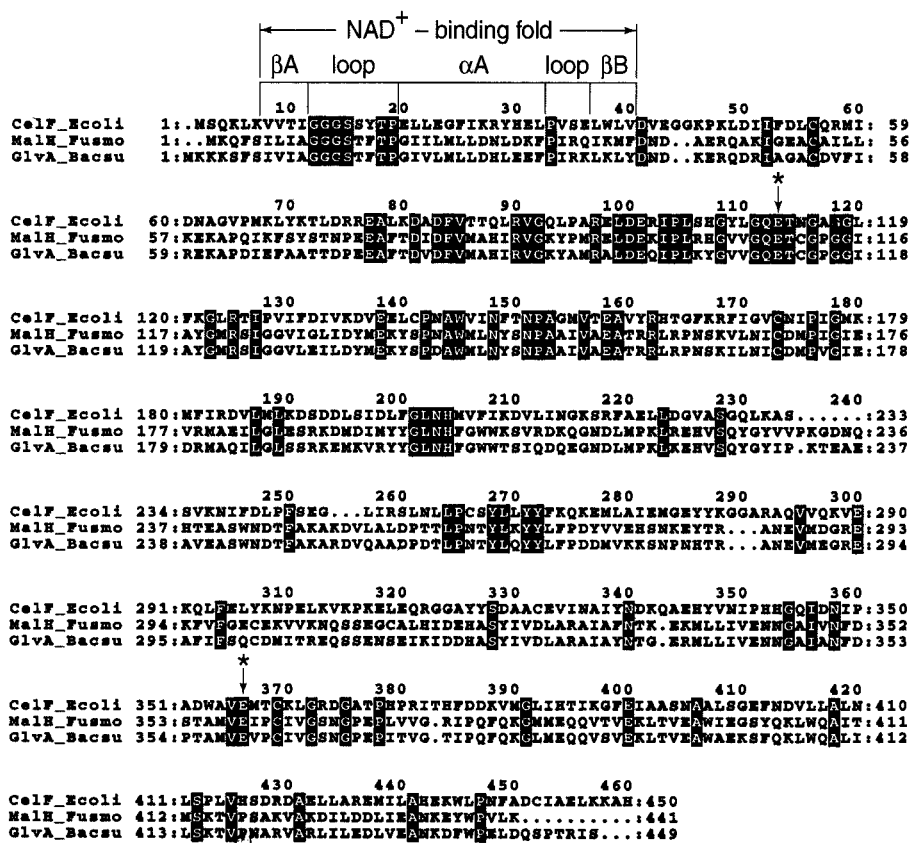 NAD+ – binding fold
βA loop αA loop βB
10 20 30 40 50 60
CelF_Ecoli 1:.MSQKLKVVTIGGGSSYTPELLEGFIKRYHELPVSELWLVDVEGGKPKLDIIFDLCQRMI: 59
MalH_Fusmo 1:..MKQFSILIAGGGSTFTPGIILMLLDNLDKFPIRQIKMFDND..AERQAKIGEACAILL: 56
GlvA_Bacsu 1:MKKKSFSIVIAGGGSTFTPGIVLMLLDHLEEFPIRKLKLYDND..KERQDRIAGACDVFI: 58
*
70 80 90 100 110 120
CelF_Ecoli 60:DNAGVPMKLYKTLDRREALKDADFVTTQLRVGQLPARELDERIPLSHGYLGQETNGAGGL:119
MalH_Fusmo 57:KEKAPQIKFSYSTNPEEAFTDIDFVMAHIRVGKYPMRELDEKIPLRHGVVGQETCGPGGI:116
GlvA_Bacsu 59:REKAPDIEFAATTDPEEAFTDVDFVMAHIRVGKYAMRALDEQIPLKYGVVGQETCGPGGI:118
130 140 150 160 170 180
CelF_Ecoli 120:FKGLRTIPVIFDIVKDVEELCPNAWVINFTNPAGMVTEAVYRHTGFKRFIGVCNIPIGMK:179
MalH_Fusmo 117:AYGMRSIGGVIGLIDYMEKYSPNAWMLNYSNPAAIVAEATRRLRPNSKILNICDMPIGIE:176
GlvA_Bacsu 119:AYGMRSIGGVLEILDYMEKYSPDAWMLNYSNPAAIVAEATRRLRPNSKILNICDMPVGIE:178
190 200 210 220 230 240
CelF_Ecoli 180:MFIRDVLMLKDSDDLSIDLFGLNHMVFIKDVLINGKSRFAELLDGVASGQLKAS......:233
MalH_Fusmo 177:VRMAEILGLESRKDMDIMYYGLNHFGWWKSVRDKQGNDLMPKLREHVSQYGYVVPKGDNQ:236
GlvA_Bacsu 179:DRMAQILGLSSRKEMKVRYYGLNHFGWWTSIQDQEGNDLMPKLKEHVSQYGYIP.KTEAE:237
250 260 270 280 290 300
CelF_Ecoli 234:SVKNIFDLPFSEG...LIRSLNLLPCSYLLYYFKQKEMLAIEMGEYYKGGARAQVVQKVE:290
MalH_Fusmo 237:HTEASWNDTFAKAKDVLALDPTTLPNTYLKYYLFPDYVVEHSNKEYTR...ANEVMDGRE:293
GlvA_Bacsu 238:AVEASWNDTFAKARDVQAADPDTLPNTYLQYYLFPDDMVKKSNPNHTR...ANEVMEGRE:294
310 320 330 340 350 360
CelF_Ecoli 291:KQLFELYKNPELKVKPKELEQRGGAYYSDAACEVINAIYNDKQAEHYVNIPHHGQIDNIP:350
MalH_Fusmo 294:KFVFGECEKVVKNQSSEGCALHIDEHASYIVDLARAIAFNTK.ERMLLIVENNGAIVNFD:352
GlvA_Bacsu 295:AFIFSQCDMITREQSSENSEIKIDDHASYIVDLARAIAYNTG.ERMLLIVENNGAIANFD:353
*
370 380 390 400 410 420
CelF_Ecoli 351:ADWAVEMTCKLGRDGATPHPRITHFDDKVMGLIHTIKGFEIAASNAALSGEFNDVLLALN:410
MalH_Fusmo 353:STAMVEIPCIVGSNGPEPLVVG.RIPQFQKGMMEQQVTVEKLTVEAWIEGSYQKLWQAIT:411
GlvA_Bacsu 354:PTAMVEVPCIVGSNGPEPITVG.TIPQFQKGLMEQQVSVEKLTVEAWAEKSFQKLWQALI:412
430 440 450 460
CelF_Ecoli 411:LSPLVHSDRDAELLAREMILAHEKWLPNFADCIAELKKAH:450
MalH_Fusmo 412:MSKTVPSAKVAKDILDDLIEANKEYWPVLK..........:441
GlvA_Bacsu 413:LSKTVPNARVARLILEDLVEANKDFWPELDQSPTRIS...:449